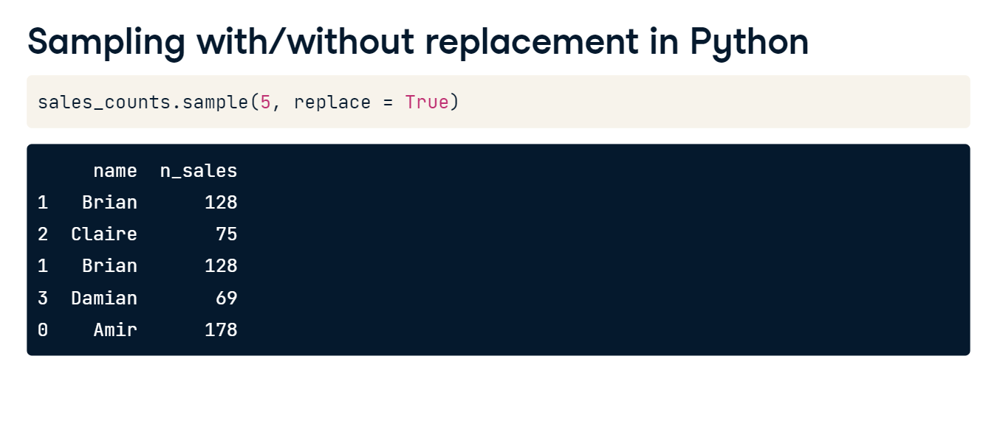 Sampling with/without replacement in Python
sales_counts.sample(5, replace = True)
name n_sales
1 Brian 128
2 Claire 75
1 Brian 128
3 Damian 69
0 Amir 178